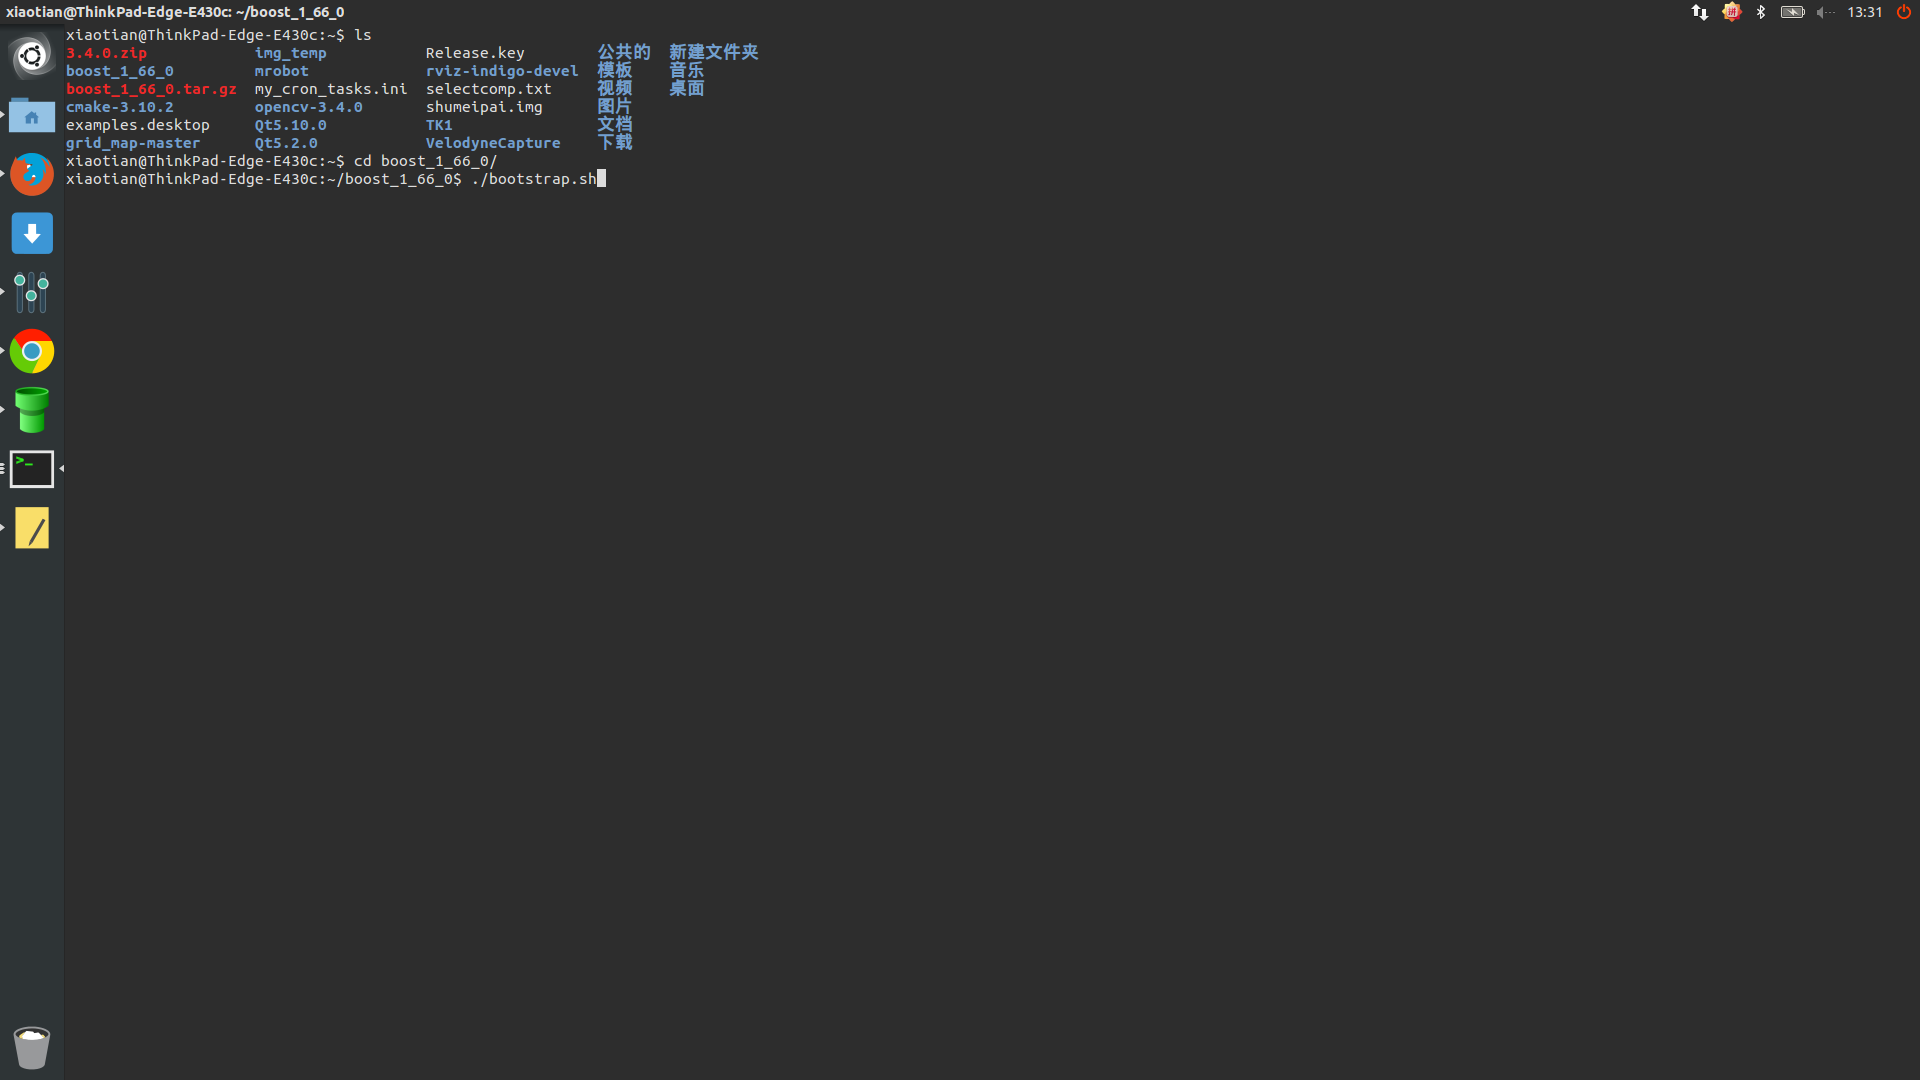 xiaotian@ThinkPad-Edge-E430c: ~/boost_1_66_0 13:31
xiaotian@ThinkPad-Edge-E430c:~$ ls
3.4.0.zip img_temp Release.key 公共的 新建文件夹
boost_1_66_0 mrobot rviz-indigo-devel 模板 音乐
boost_1_66_0.tar.gz my_cron_tasks.ini selectcomp.txt 视频 桌面
cmake-3.10.2 opencv-3.4.0 shumeipai.img 图片
examples.desktop Qt5.10.0 TK1 文档
grid_map-master Qt5.2.0 VelodyneCapture 下载
xiaotian@ThinkPad-Edge-E430c:~$ cd boost_1_66_0/
xiaotian@ThinkPad-Edge-E430c:~/boost_1_66_0$ ./bootstrap.sh
>_